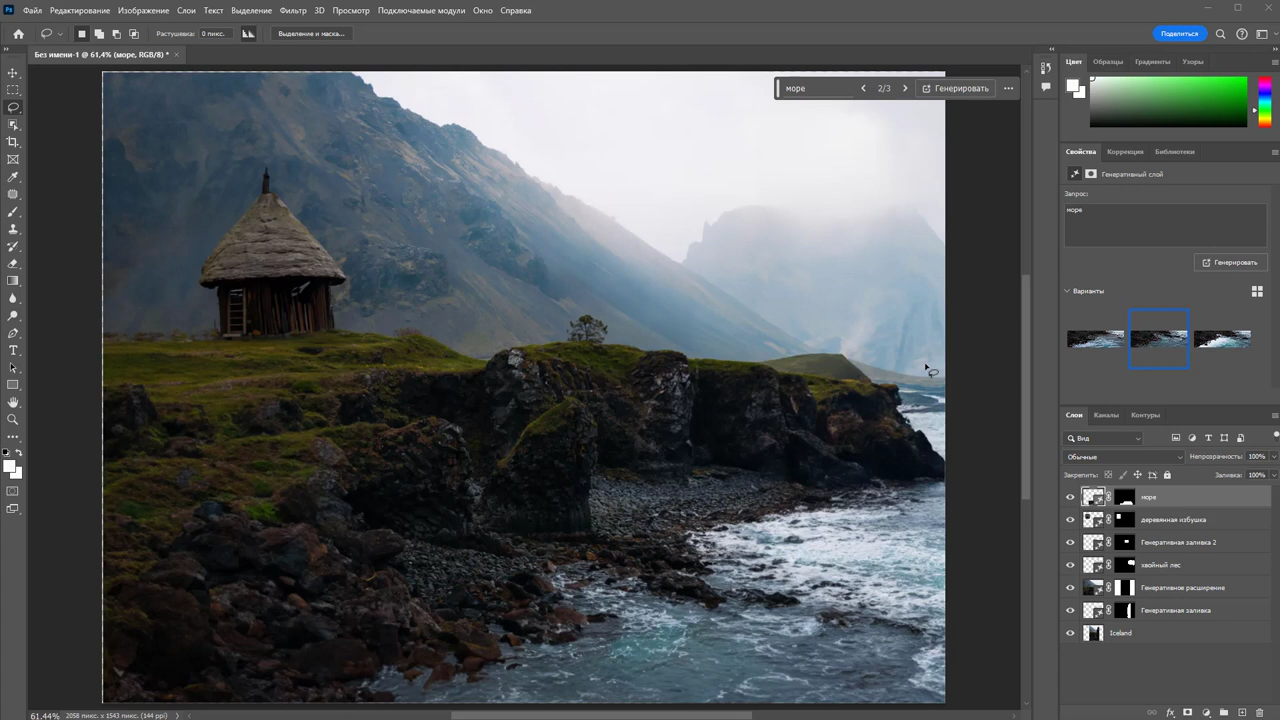 Ps Файл Редактирование Изображение Слои Текст Выделение Фильтр 3D Просмотр Подключаемые модули Окно Справка
Растушевка: 0 пикс. Выделение и маска... Поделиться
Без имени-1 @ 61,4% (море, RGB/8) * ×
море 2/3 Генерировать
Цвет Образцы Градиенты Узоры
Свойства Коррекция Библиотеки
Генеративный слой
Запрос:
море
Генерировать
Варианты
Слои Каналы Контуры
Вид
Обычные Непрозрачность: 100%
Закрепить: Заливка: 100%
море
деревянная избушка
Генеративная заливка 2
хвойный лес
Генеративное расширение
Генеративная заливка
Iceland
61,44% 2058 пикс. x 1543 пикс. (144 ppi)